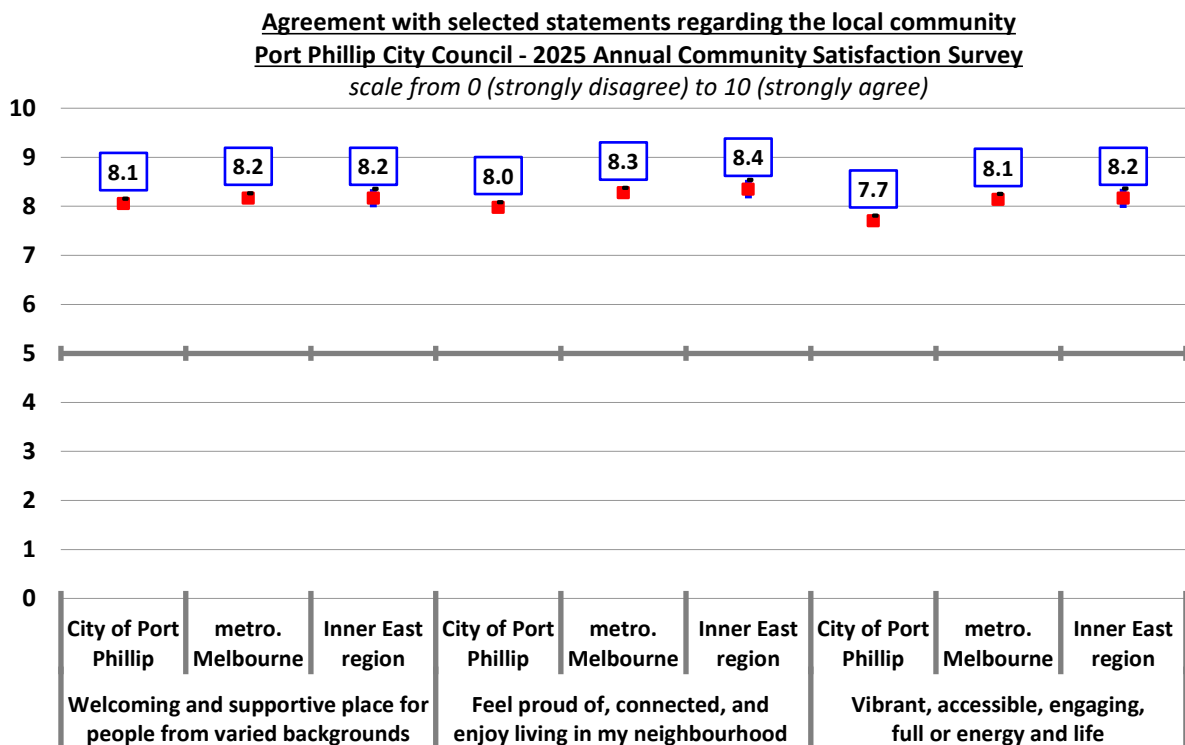 Agreement with selected statements regarding the local community
Port Phillip City Council - 2025 Annual Community Satisfaction Survey
scale from 0 (strongly disagree) to 10 (strongly agree)
10
9
8
7
6
5
4
3
2
1
0
8.1
8.2
8.2
8.0
8.3
8.4
7.7
8.1
8.2
City of Port
Phillip
metro.
Melbourne
Inner East
region
City of Port
Phillip
metro.
Melbourne
Inner East
region
City of Port
Phillip
metro.
Melbourne
Inner East
region
Welcoming and supportive place for
people from varied backgrounds
Feel proud of, connected, and
enjoy living in my neighbourhood
Vibrant, accessible, engaging,
full or energy and life